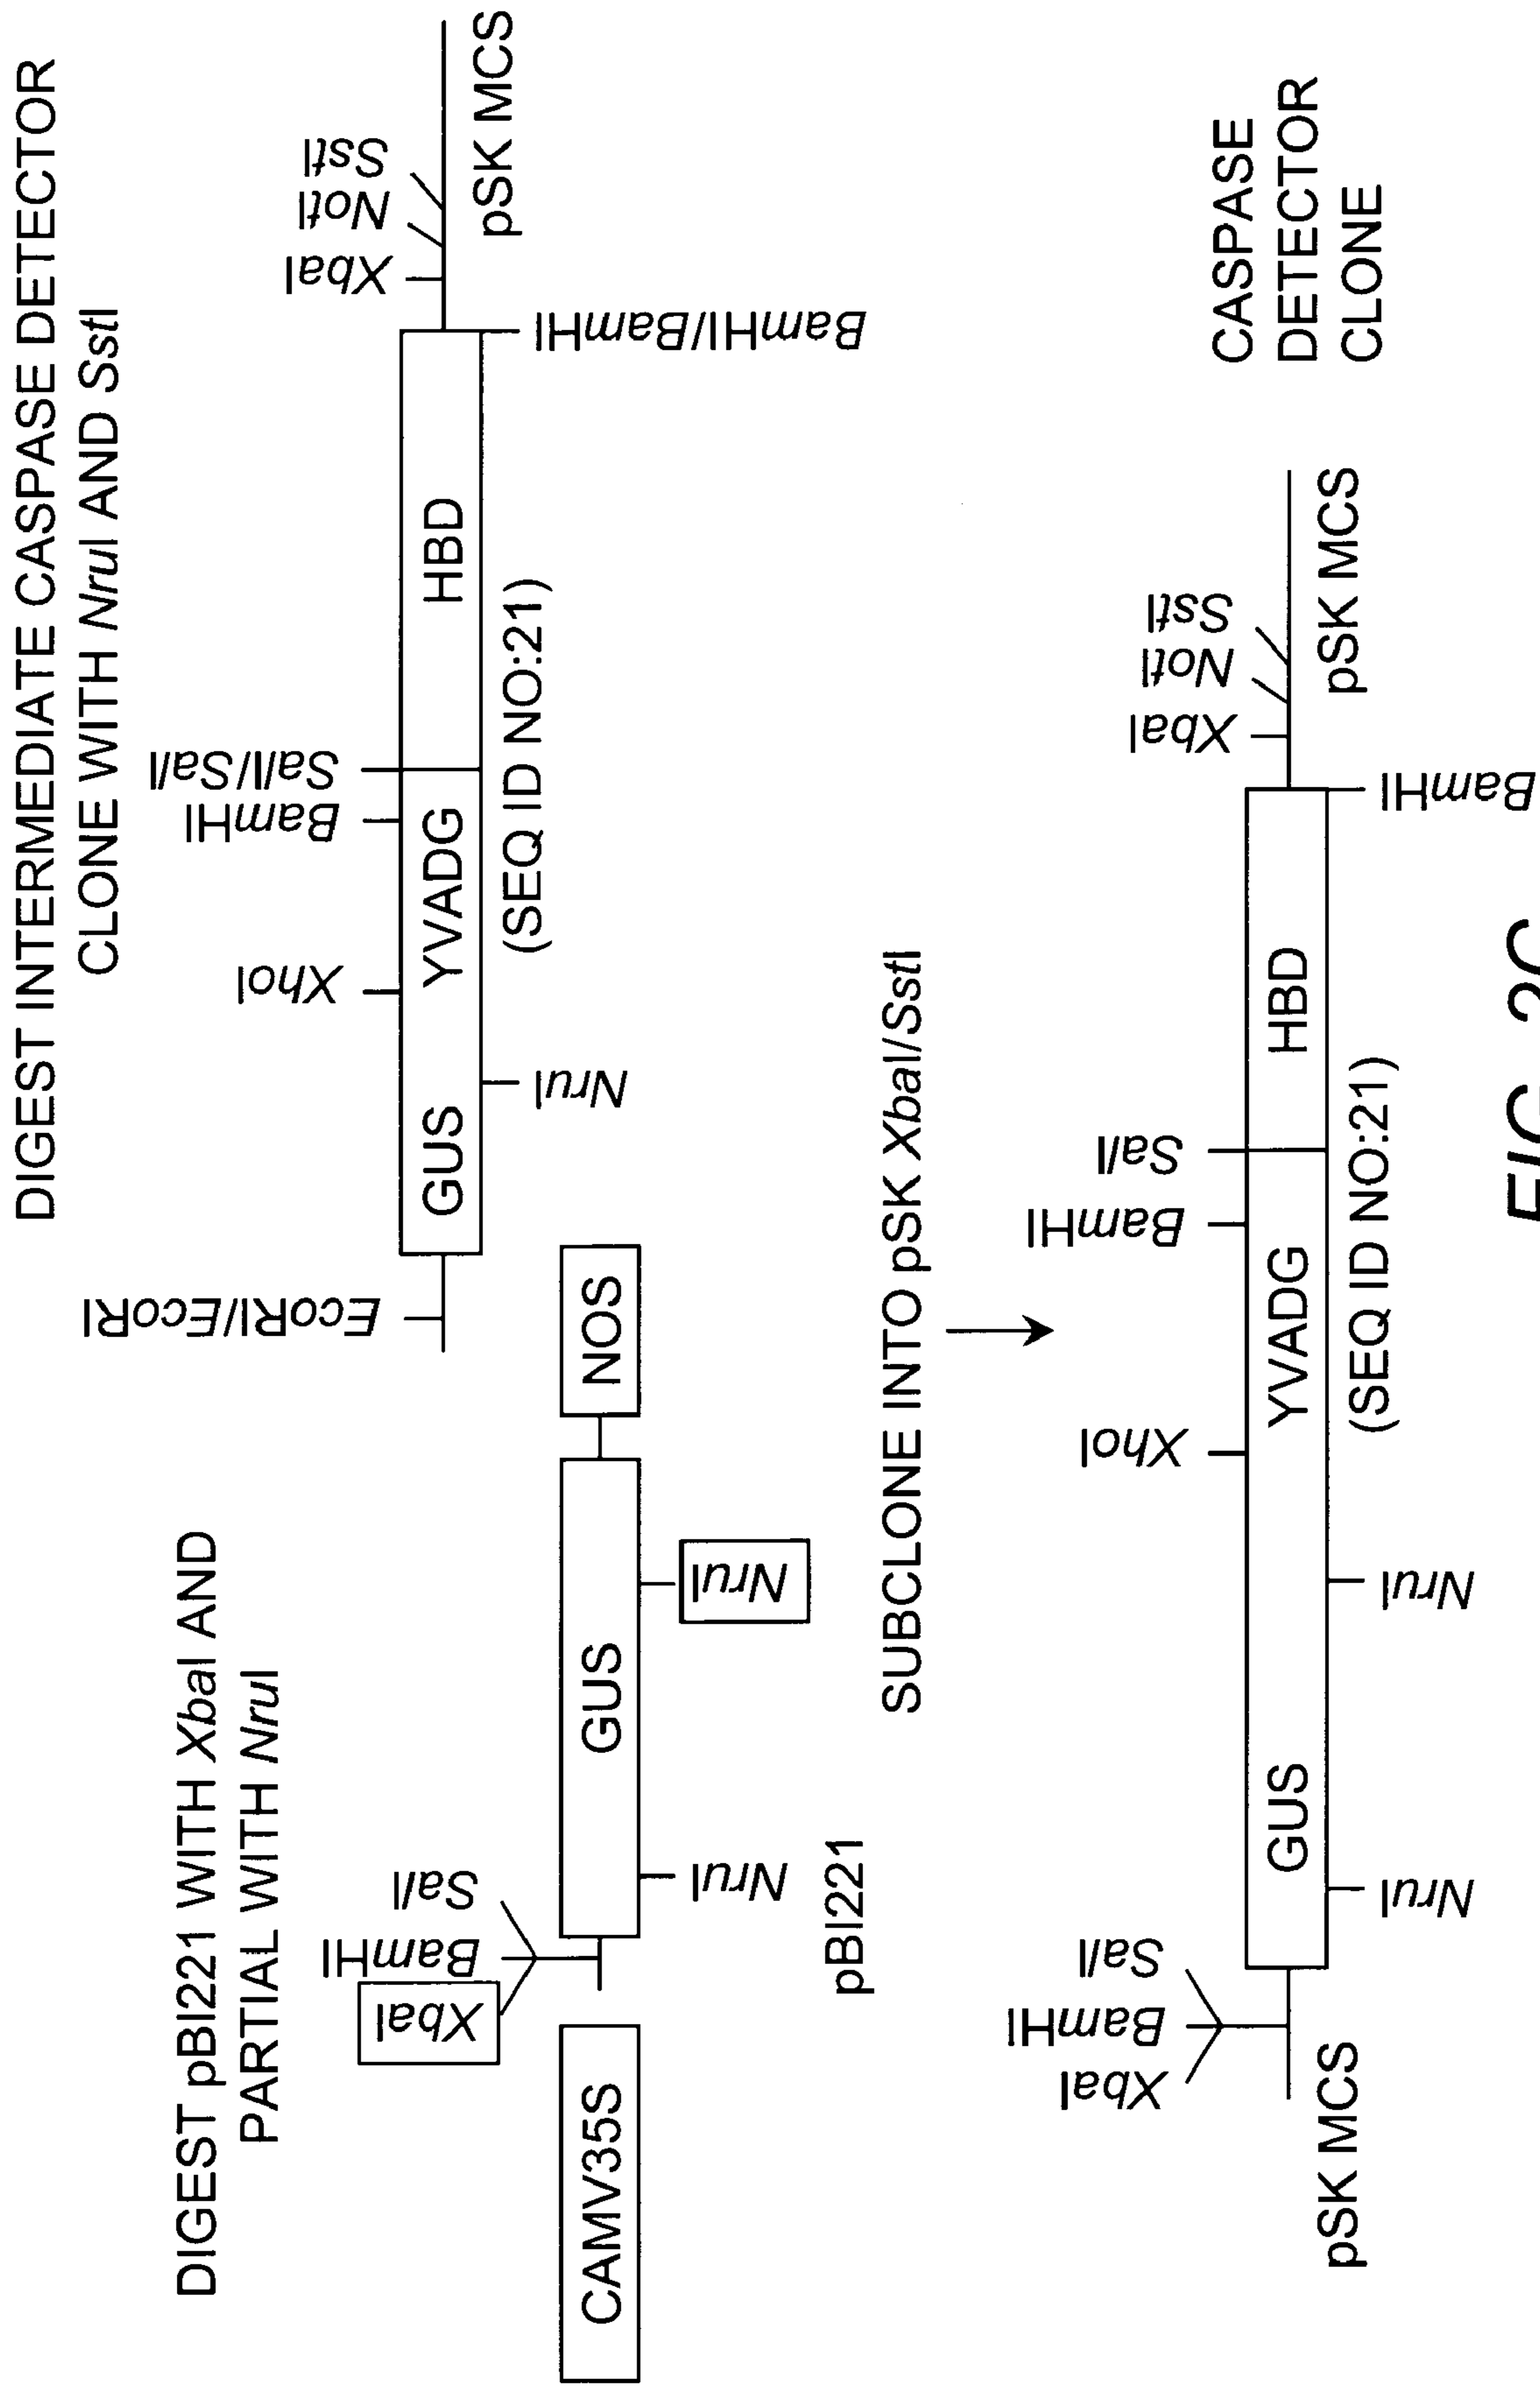 DIGEST INTERMEDIATE CASPASE DETECTOR
CLONE WITH NruI AND SstI
DIGEST pBI221 WITH XbaI AND
PARTIAL WITH NruI
EcoRI/EcoRI
XhoI
BamHI
SalI/SalI
XbaI
NotI
SstI
GUS
YVADG
HBD
pSK MCS
NruI
(SEQ ID NO:21)
BamHI/BamHI
XbaI
BamHI
SalI
CAMV35S
GUS
NOS
NruI
NruI
pBI221
SUBCLONE INTO pSK XbaI/SstI
XbaI
BamHI
SalI
XhoI
BamHI
SalI
XbaI
NotI
SstI
CASPASE
DETECTOR
CLONE
pSK MCS
GUS
YVADG
HBD
pSK MCS
NruI
NruI
(SEQ ID NO:21)
BamHI